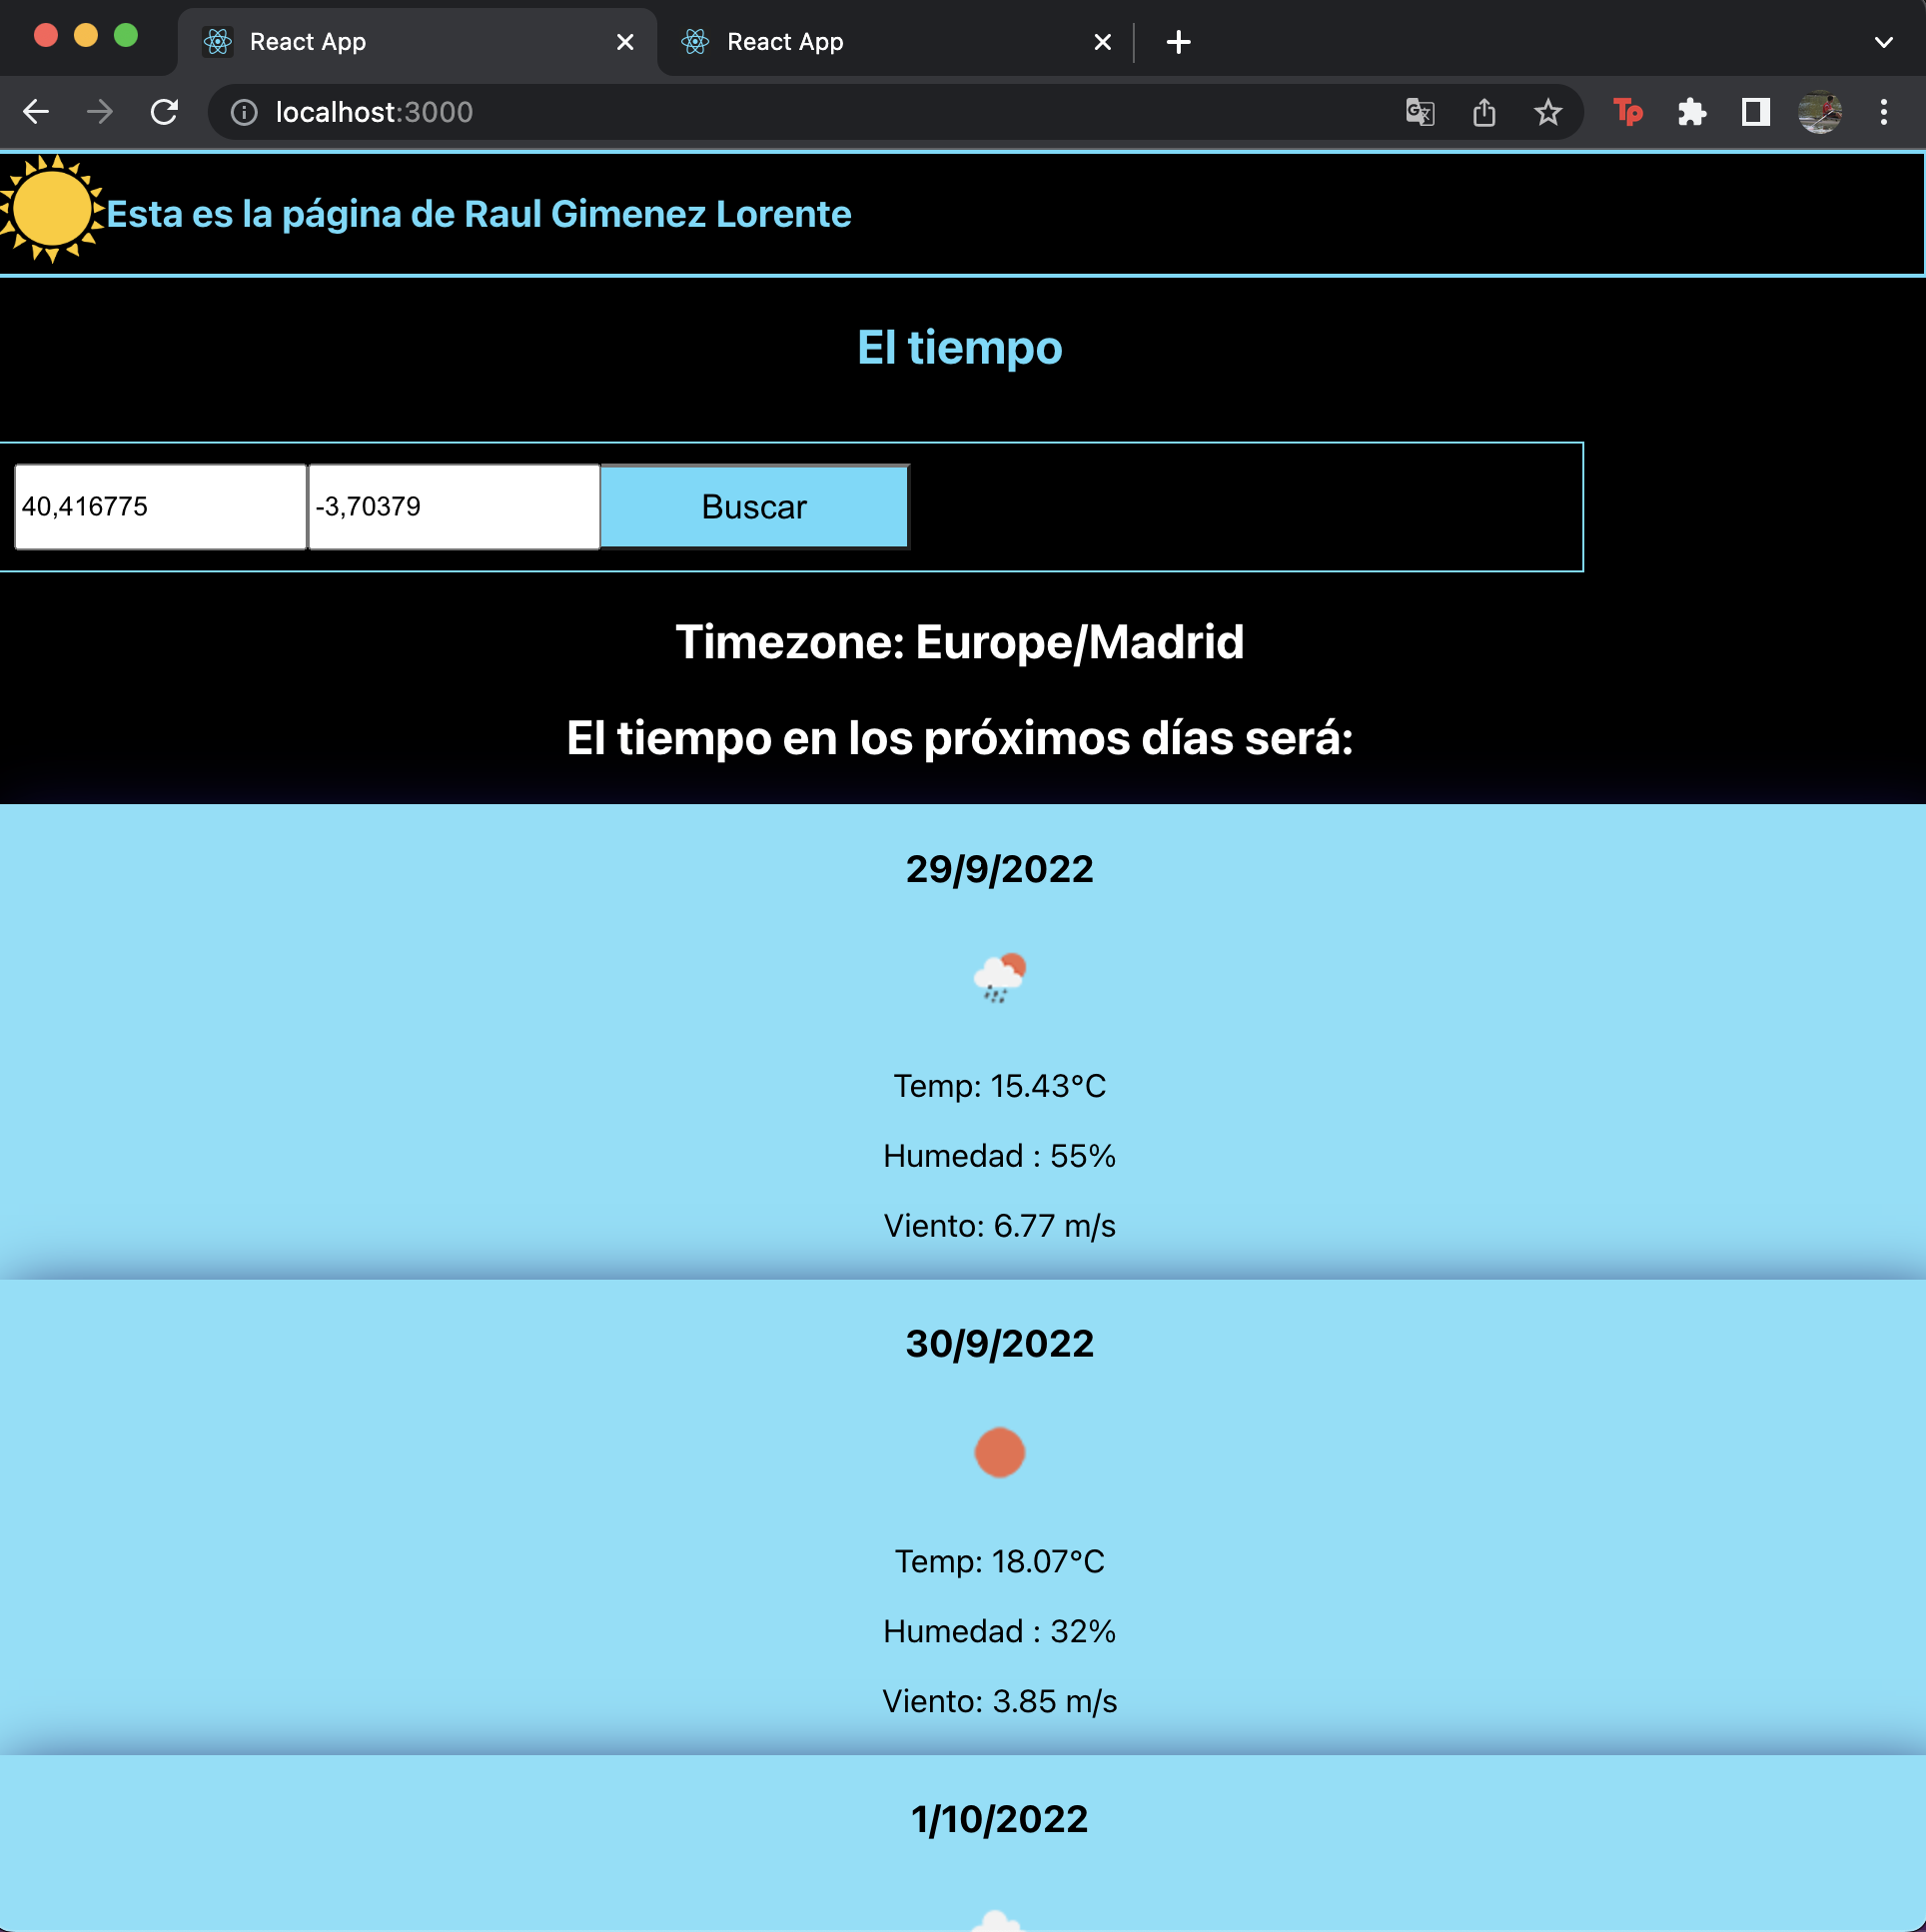 React App
React App
localhost:3000
Tp
Esta es la página de Raul Gimenez Lorente
El tiempo
40,416775
-3,70379
Buscar
Timezone: Europe/Madrid
El tiempo en los próximos días será:
29/9/2022
Temp: 15.43°C
Humedad : 55%
Viento: 6.77 m/s
30/9/2022
Temp: 18.07°C
Humedad : 32%
Viento: 3.85 m/s
1/10/2022